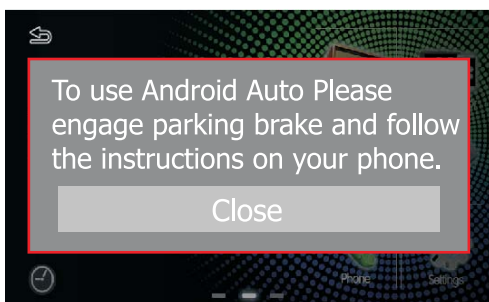 To use Android Auto Please
engage parking brake and follow
the instructions on your phone.
Close
Phone
Settings